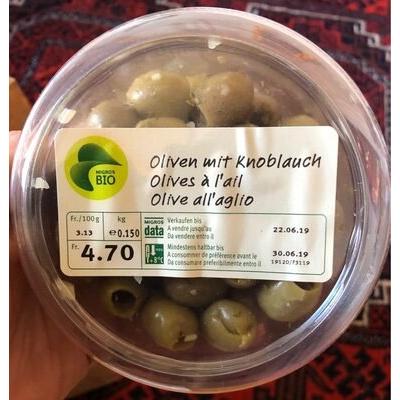 MIGROS
BIO
Oliven mit Knoblauch
Olives à l'ail
Olive all'aglio
Fr./100g kg
3.13 e0.150
Fr. 4.70
MIGROS
data
Verkaufen bis
A vendre jusqu'au
Da vendere entro il
22.06.19
Mindestens haltbar bis
A consommer de préférence avant le
Da consumare preferibilmente entro il
30.06.19
19120/73119